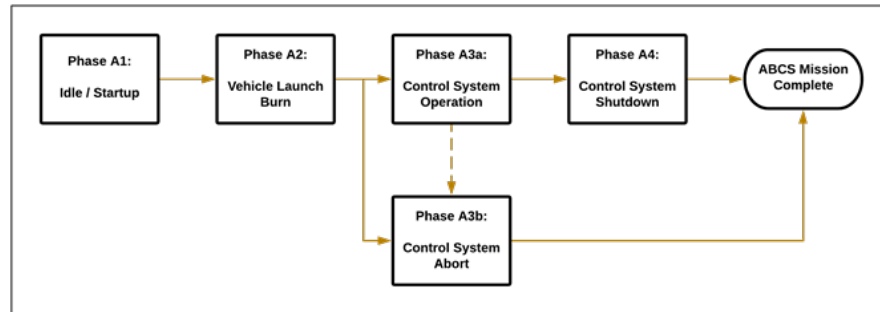 Phase A1:
Idle / Startup
Phase A2:
Vehicle Launch
Burn
Phase A3a:
Control System
Operation
Phase A4:
Control System
Shutdown
ABCS Mission
Complete
Phase A3b:
Control System
Abort